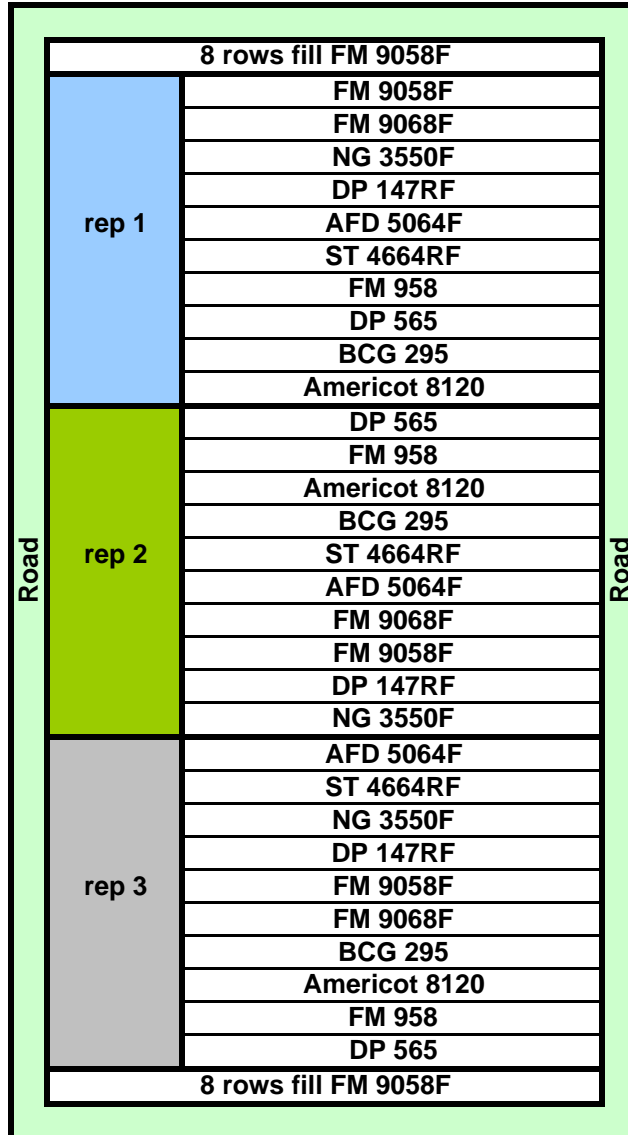 8 rows fill FM 9058F
rep 1
FM 9058F
FM 9068F
NG 3550F
DP 147RF
AFD 5064F
ST 4664RF
FM 958
DP 565
BCG 295
Americot 8120
rep 2
DP 565
FM 958
Americot 8120
BCG 295
ST 4664RF
AFD 5064F
FM 9068F
FM 9058F
DP 147RF
NG 3550F
rep 3
AFD 5064F
ST 4664RF
NG 3550F
DP 147RF
FM 9058F
FM 9068F
BCG 295
Americot 8120
FM 958
DP 565
8 rows fill FM 9058F
Road
Road